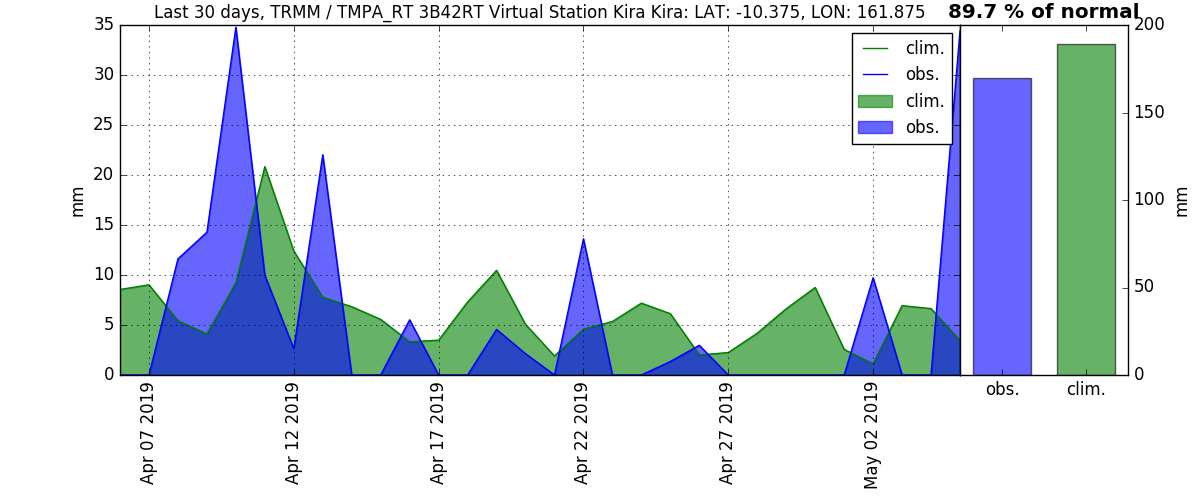 Last 30 days, TRMM / TMPA_RT 3B42RT Virtual Station Kira Kira: LAT: -10.375, LON: 161.875
89.7 % of normal
35
30
25
20
15
10
5
0
mm
clim.
obs.
clim.
obs.
200
150
100
50
0
mm
obs.
clim.
Apr 07 2019
Apr 12 2019
Apr 17 2019
Apr 22 2019
Apr 27 2019
May 02 2019